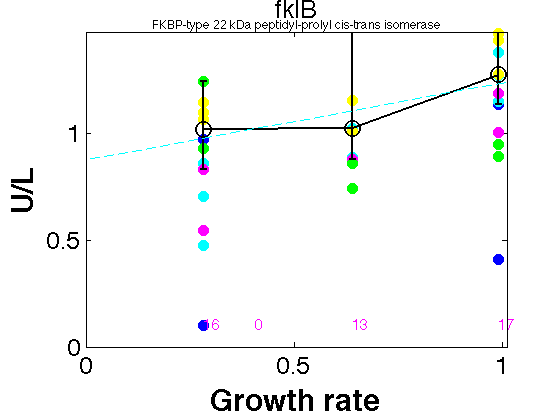 fklB
FKBP-type 22 kDa peptidyl-prolyl cis-trans isomerase
U/L
1
0.5
0
16 0 13 17
0 0.5 1
Growth rate